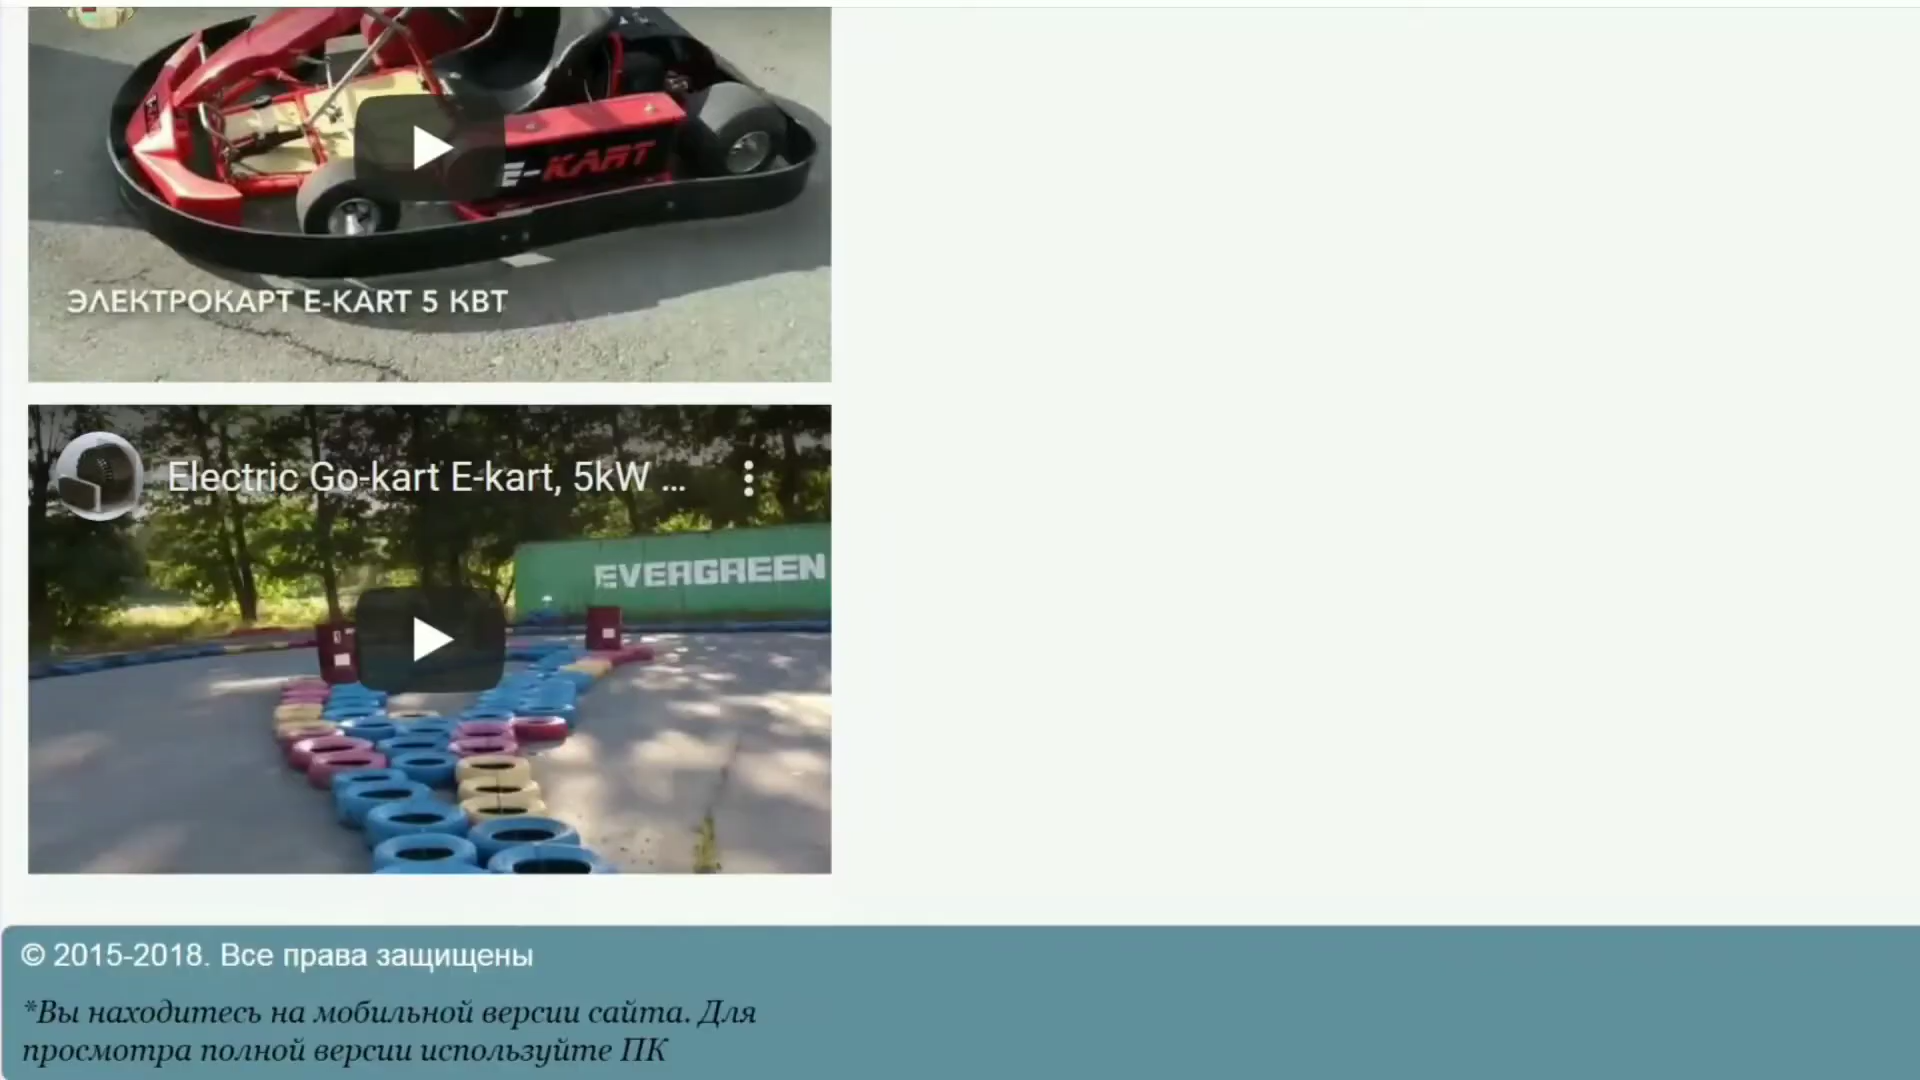 E-KART
ЭЛЕКТРОКАРТ E-KART 5 КВТ
Electric Go-kart E-kart, 5kW ...
EVERGREEN
© 2015-2018. Все права защищены
*Вы находитесь на мобильной версии сайта. Для
просмотра полной версии используйте ПК